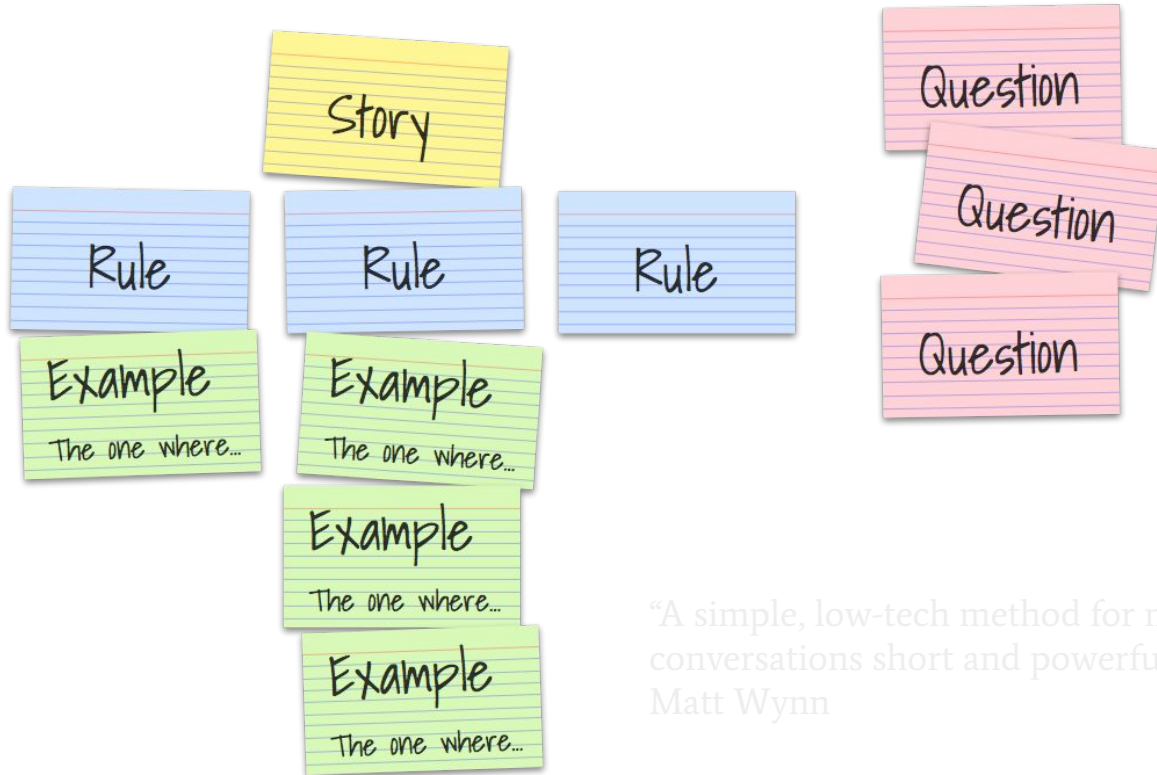 Story
Rule
Rule
Rule
Example
The one where...
Example
The one where...
Example
The one where...
Example
The one where...
Question
Question
Question
“A simple, low-tech method for
conversations short and
Matt Wynn